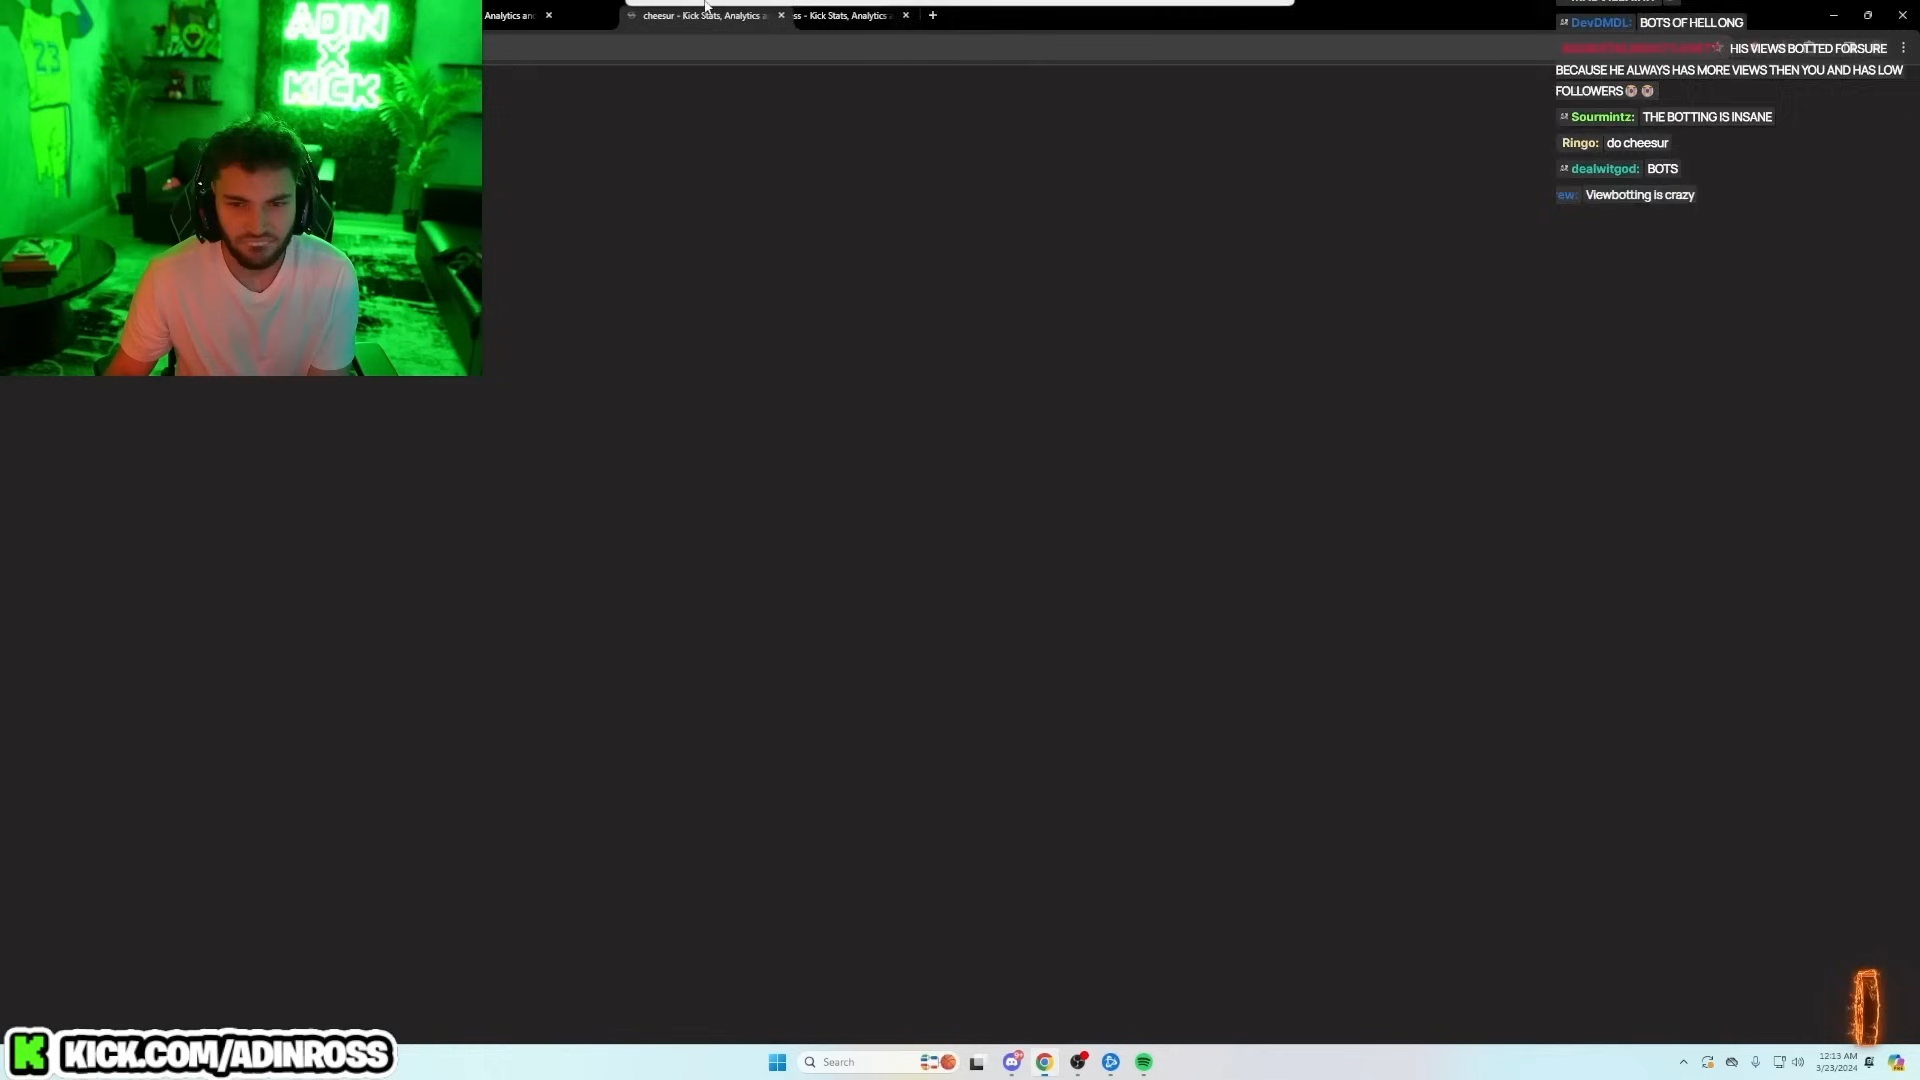 ADIN
X
KICK
23
Analytics an
cheesur - Kick Stats, Analytics a
ss - Kick Stats, Analytics
DevDMDL: BOTS OF HELL ONG
HIS VIEWS BOTTED FORSURE
BECAUSE HE ALWAYS HAS MORE VIEWS THEN YOU AND HAS LOW
FOLLOWERS
Sourmintz: THE BOTTING IS INSANE
Ringo: do cheesur
dealwitgod: BOTS
ew: Viewbotting is crazy
K KICK.COM/ADINROSS
Search
12:13 AM
3/23/2024